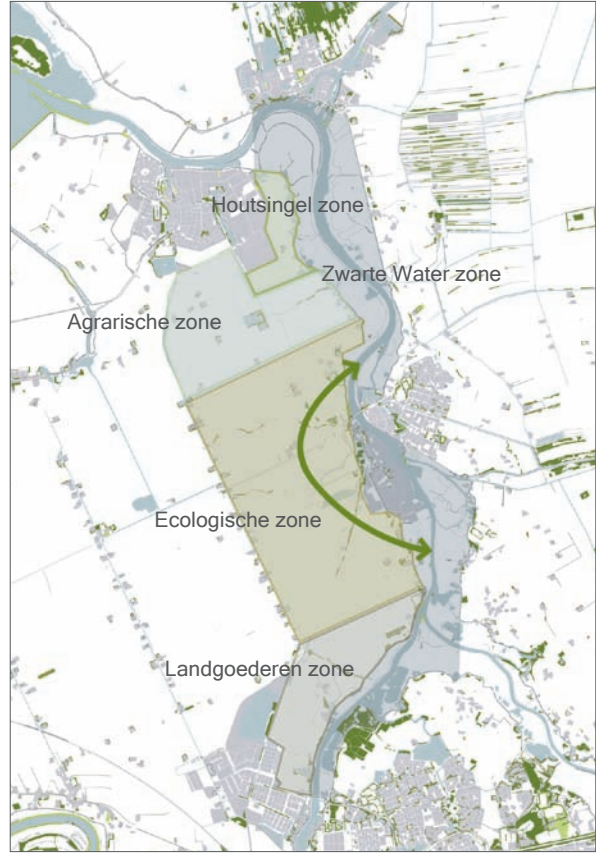 Houtsingel zone
Zwarte Water zone
Agrarische zone
Ecologische zone
Landgoederen zone